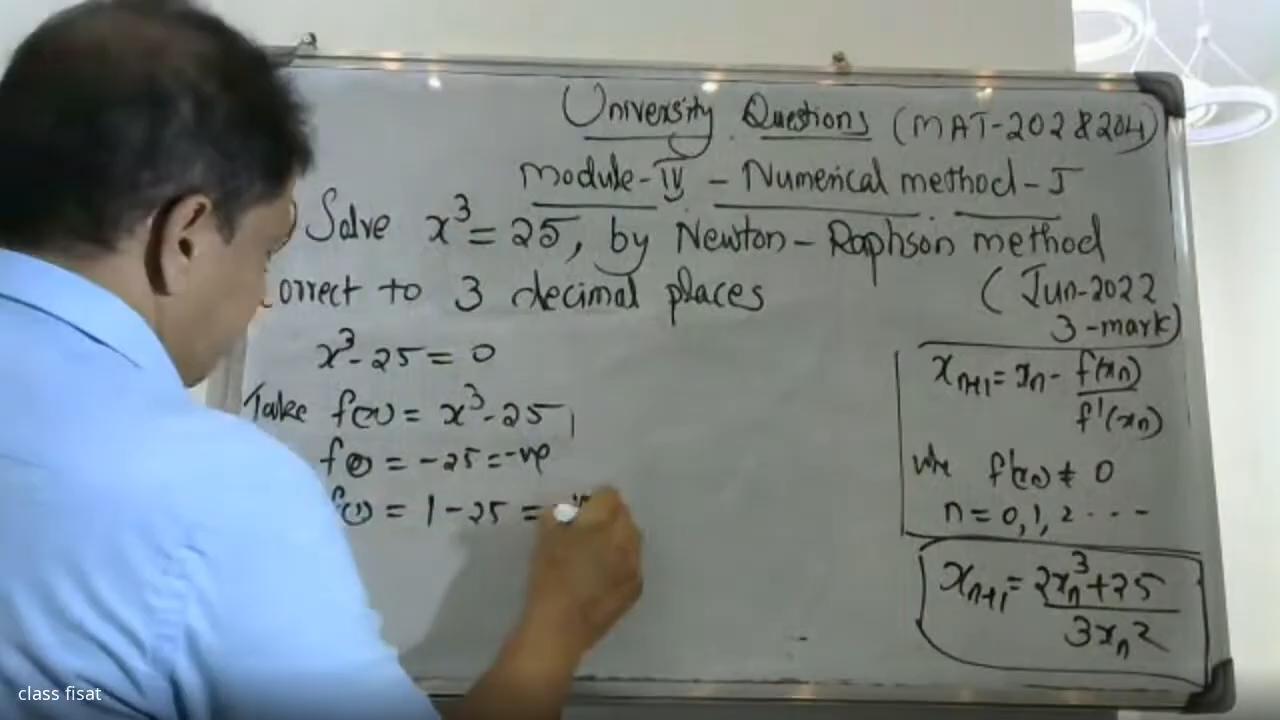 University Questions (MAT-202 & 204)
Module-IV - Numerical method-I
) Solve x³ = 25, by Newton-Raphson method
correct to 3 decimal places
(Jun-2022
3-mark)
x³-25 = 0
Take f(x) = x³-25,
f(0) = -25 = -ve
f(1) = 1-25 =
xₙ₊₁ = xₙ - f(xₙ)/f'(xₙ)
f'(xₙ) ≠ 0
n = 0, 1, 2 - - -
xₙ₊₁ = 2xₙ³+25/3xₙ²
class fisat